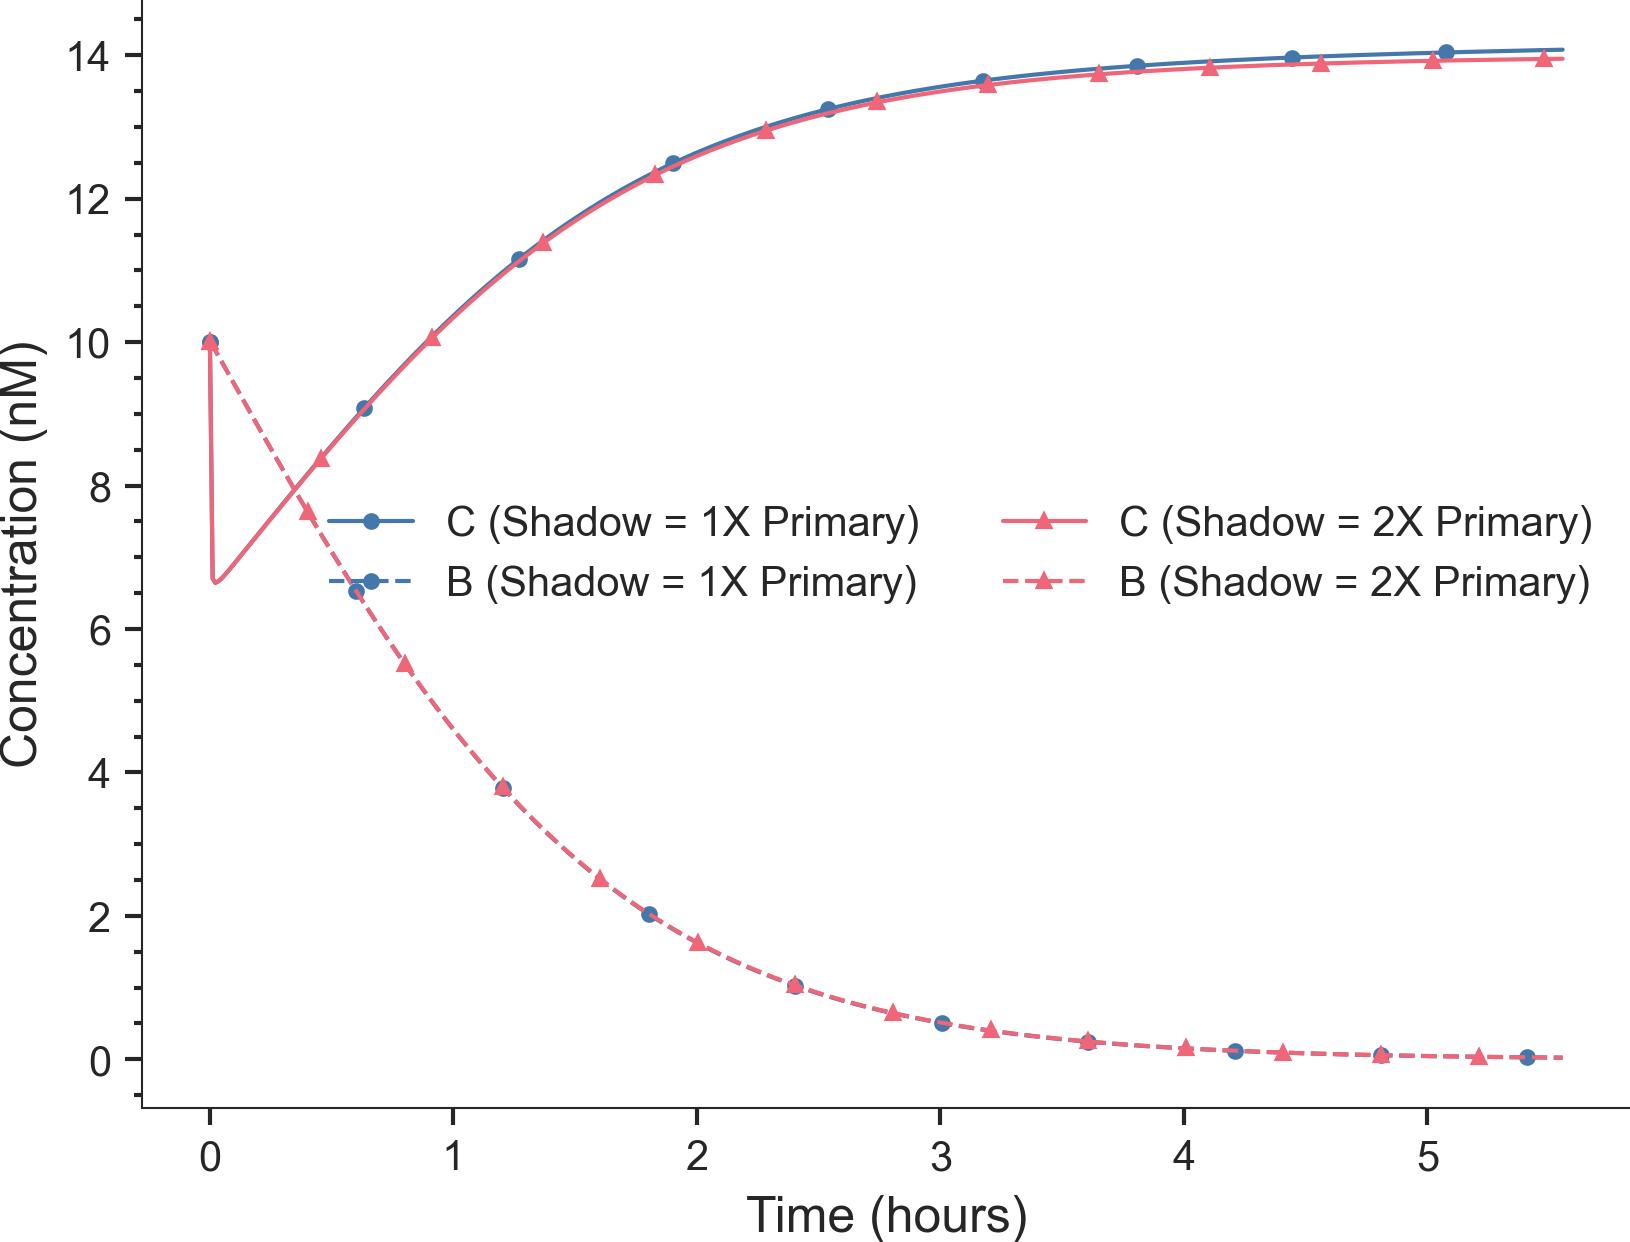 Concentration (nM)
14
12
10
8
6
4
2
0
C (Shadow = 1X Primary)
B (Shadow = 1X Primary)
C (Shadow = 2X Primary)
B (Shadow = 2X Primary)
0 1 2 3 4 5
Time (hours)